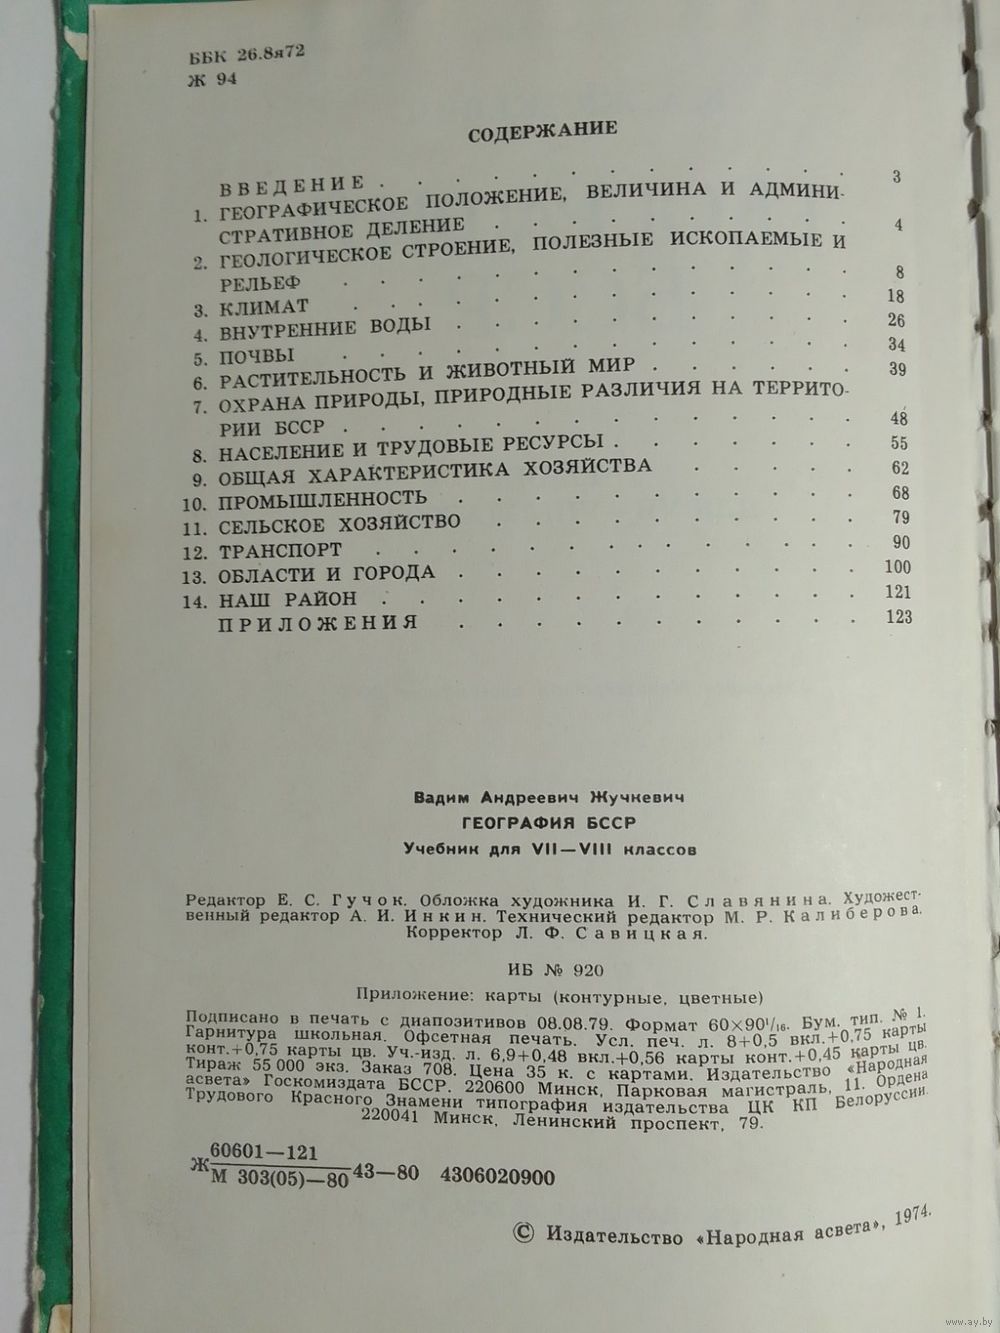 ББК 26.8я72
Ж 94
СОДЕРЖАНИЕ
ВВЕДЕНИЕ . . . . . . . . . . . . 3
1. ГЕОГРАФИЧЕСКОЕ ПОЛОЖЕНИЕ, ВЕЛИЧИНА И АДМИНИ-
СТРАТИВНОЕ ДЕЛЕНИЕ . . . . . . . . . . 4
2. ГЕОЛОГИЧЕСКОЕ СТРОЕНИЕ, ПОЛЕЗНЫЕ ИСКОПАЕМЫЕ И
РЕЛЬЕФ . . . . . . . . . . . . . . 8
3. КЛИМАТ . . . . . . . . . . . . . . 18
4. ВНУТРЕННИЕ ВОДЫ . . . . . . . . . . . 26
5. ПОЧВЫ . . . . . . . . . . . . . . 34
6. РАСТИТЕЛЬНОСТЬ И ЖИВОТНЫЙ МИР . . . . . . 39
7. ОХРАНА ПРИРОДЫ, ПРИРОДНЫЕ РАЗЛИЧИЯ НА ТЕРРИТО-
РИИ БССР . . . . . . . . . . . . . . 48
8. НАСЕЛЕНИЕ И ТРУДОВЫЕ РЕСУРСЫ . . . . . . . 55
9. ОБЩАЯ ХАРАКТЕРИСТИКА ХОЗЯЙСТВА . . . . . 62
10. ПРОМЫШЛЕННОСТЬ . . . . . . . . . . . 68
11. СЕЛЬСКОЕ ХОЗЯЙСТВО . . . . . . . . . . 79
12. ТРАНСПОРТ . . . . . . . . . . . . . 90
13. ОБЛАСТИ И ГОРОДА . . . . . . . . . . . 100
14. НАШ РАЙОН . . . . . . . . . . . . . 121
ПРИЛОЖЕНИЯ . . . . . . . . . . . 123
Вадим Андреевич Жучкевич
ГЕОГРАФИЯ БССР
Учебник для VII—VIII классов
Редактор Е. С. Гучок. Обложка художника И. Г. Славянина. Художест-
венный редактор А. И. Инкин. Технический редактор М. Р. Калиберова.
Корректор Л. Ф. Савицкая.
ИБ № 920
Приложение: карты (контурные, цветные)
Подписано в печать с диапозитивов 08.08.79. Формат 60×90¹/₁₆. Бум. тип. № 1.
Гарнитура школьная. Офсетная печать. Усл. печ. л. 8+0,5 вкл.+0,75 карты
конт.+0,75 карты цв. Уч.-изд. л. 6,9+0,48 вкл.+0,56 карты конт.+0,45 карты цв.
Тираж 55 000 экз. Заказ 708. Цена 35 к. с картами. Издательство «Народная
асвета» Госкомиздата БССР. 220600 Минск, Парковая магистраль, 11. Ордена
Трудового Красного Знамени типография издательства ЦК КП Белоруссии.
220041 Минск, Ленинский проспект, 79.
60601—121
Ж М 303(05)—80 43—80 4306020900
© Издательство «Народная асвета», 1974.
www.ay.by